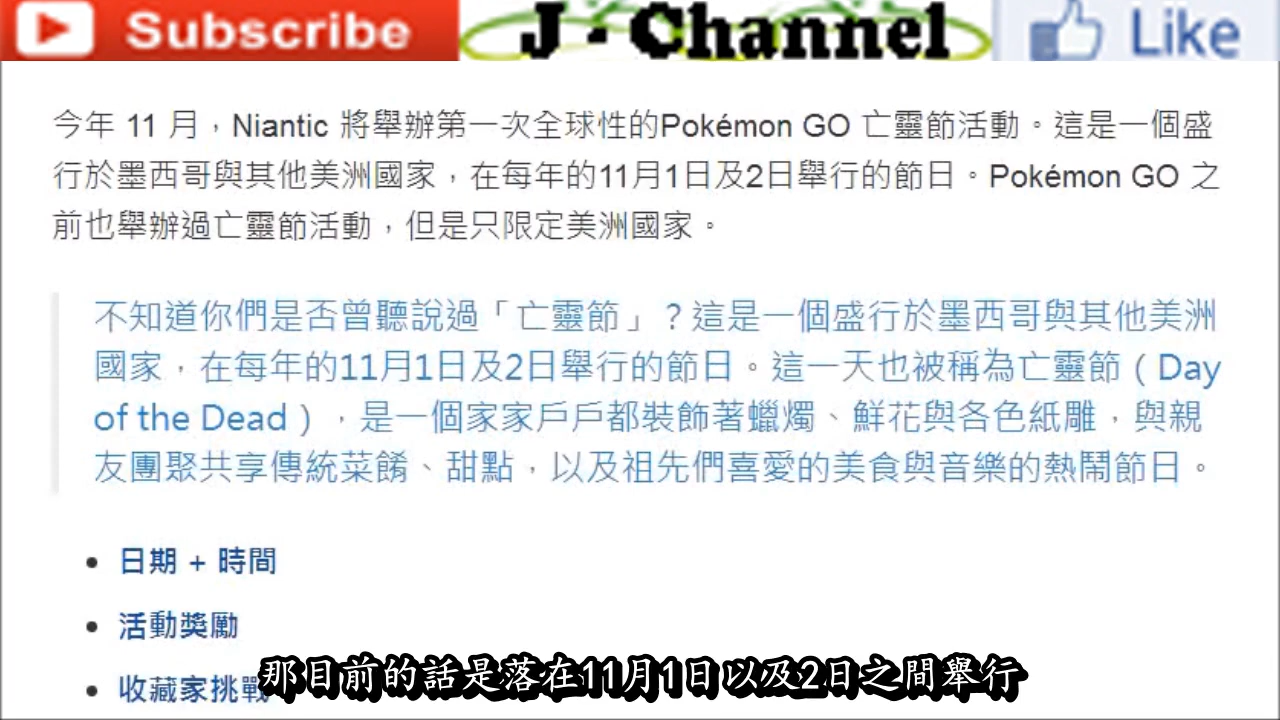 Subscribe J - Channel Like
今年 11 月，Niantic 將舉辦第一次全球性的Pokémon GO 亡靈節活動。這是一個盛
行於墨西哥與其他美洲國家，在每年的11月1日及2日舉行的節日。Pokémon GO 之
前也舉辦過亡靈節活動，但是只限定美洲國家。
不知道你們是否曾聽說過「亡靈節」？這是一個盛行於墨西哥與其他美洲
國家，在每年的11月1日及2日舉行的節日。這一天也被稱為亡靈節（Day
of the Dead），是一個家家戶戶都裝飾著蠟燭、鮮花與各色紙雕，與親
友團聚共享傳統菜餚、甜點，以及祖先們喜愛的美食與音樂的熱鬧節日。
• 日期 + 時間
• 活動獎勵
• 收藏家挑戰
那目前的話是落在11月1日以及2日之間舉行